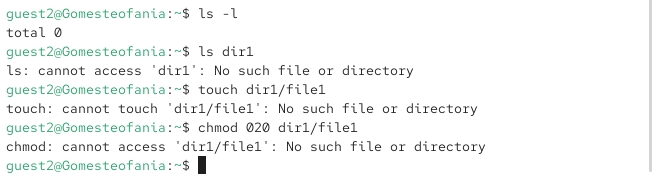 guest2@Gomesteofania:~$ ls -l
total 0
guest2@Gomesteofania:~$ ls dir1
ls: cannot access 'dir1': No such file or directory
guest2@Gomesteofania:~$ touch dir1/file1
touch: cannot touch 'dir1/file1': No such file or directory
guest2@Gomesteofania:~$ chmod 020 dir1/file1
chmod: cannot access 'dir1/file1': No such file or directory
guest2@Gomesteofania:~$